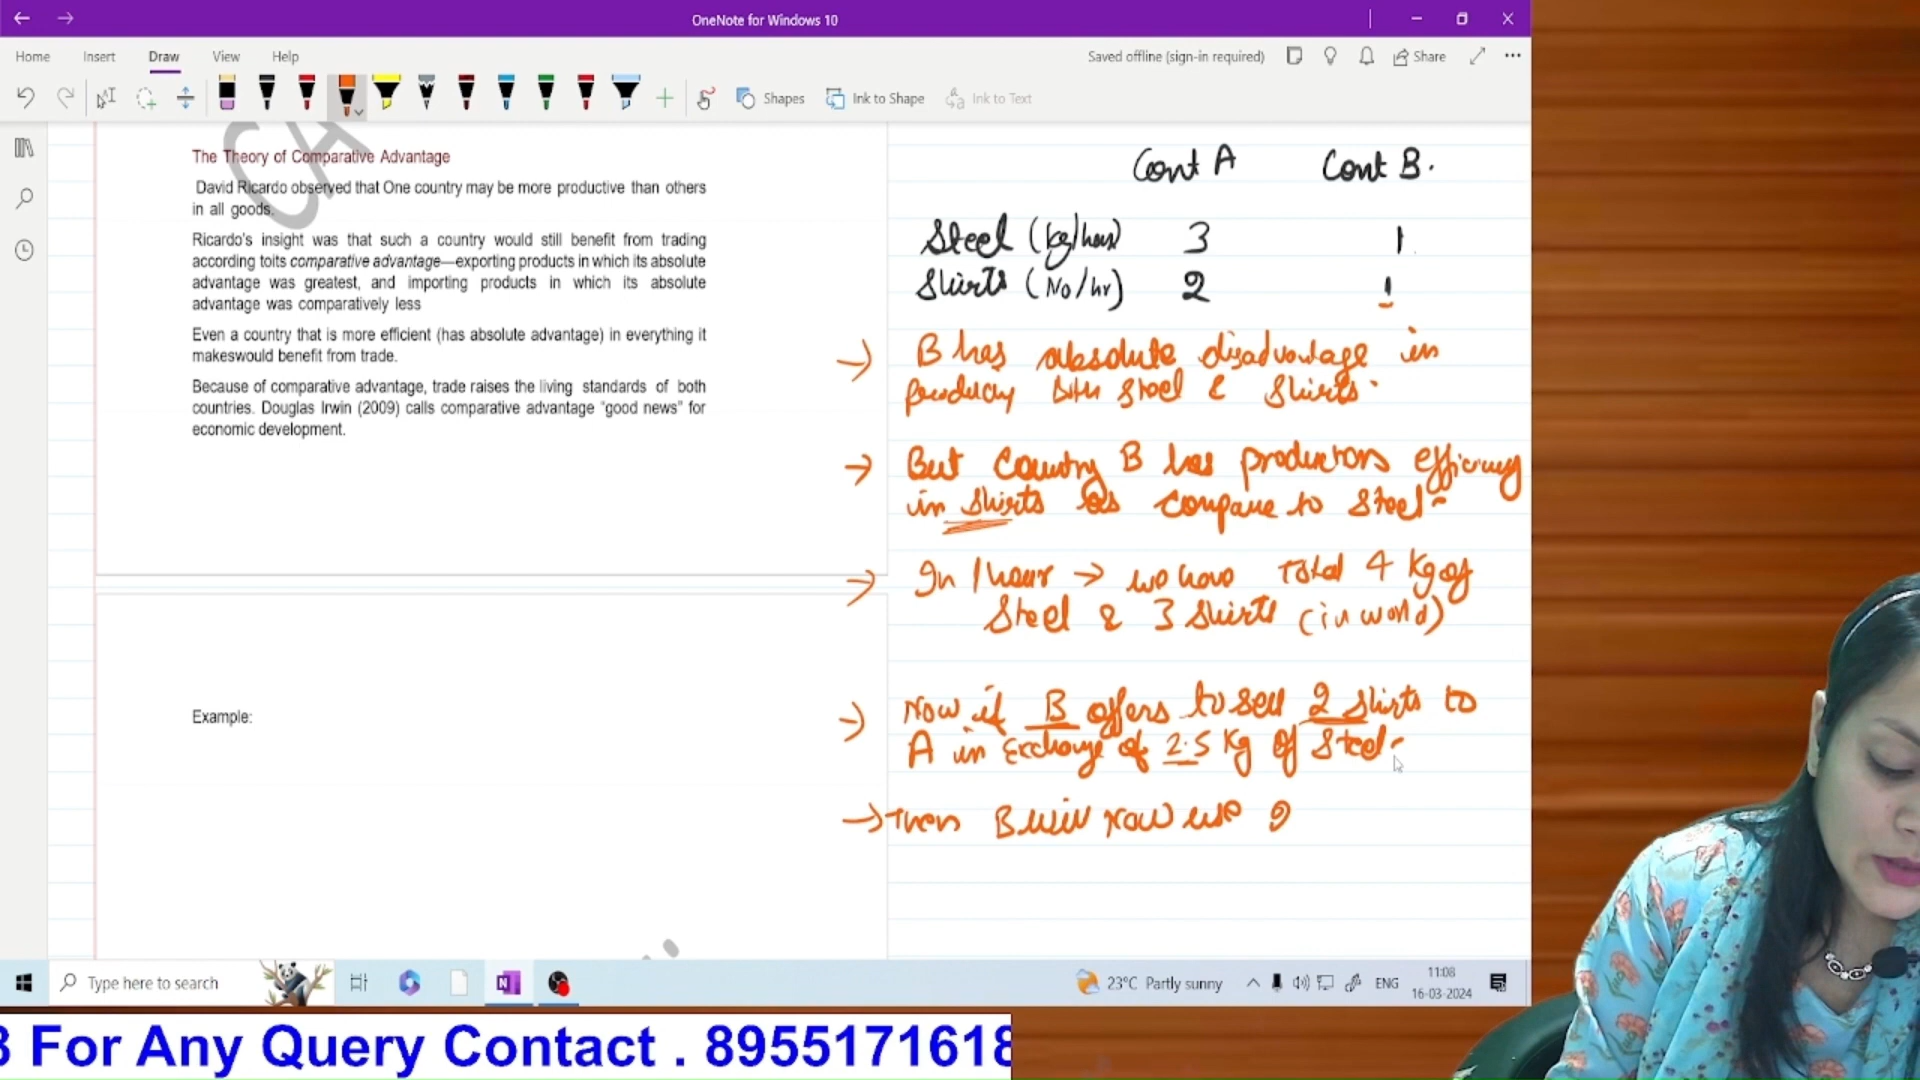 OneNote for Windows 10
Home Insert Draw View Help
Saved offline (sign-in required) Share
Shapes Ink to Shape Ink to Text
CA
The Theory of Comparative Advantage
David Ricardo observed that One country may be more productive than others
in all goods.
Ricardo's insight was that such a country would still benefit from trading
according toits comparative advantage—exporting products in which its absolute
advantage was greatest, and importing products in which its absolute
advantage was comparatively less
Even a country that is more efficient (has absolute advantage) in everything it
makeswould benefit from trade.
Because of comparative advantage, trade raises the living standards of both
countries. Douglas Irwin (2009) calls comparative advantage “good news” for
economic development.
Example:
Cont A Cont B.
Steel (kg/hour) 3 1
Shirts (No/hr) 2 1
→ B has absolute disadvantage in
both Steel & Shirts.
→ But Country B has efficiency
in Shirts as compare to Steel-
→ In 1 hour → we have Total 4 kg of
Steel & 3 Shirts (in world)
→ Now if B offers to sell 2 Shirts to
A in Exchange of 2.5 Kg of Steel-
→ Then B will now use 2
Type here to search
23°C Partly sunny ENG
11:08
16-03-2024
3 For Any Query Contact . 8955171618